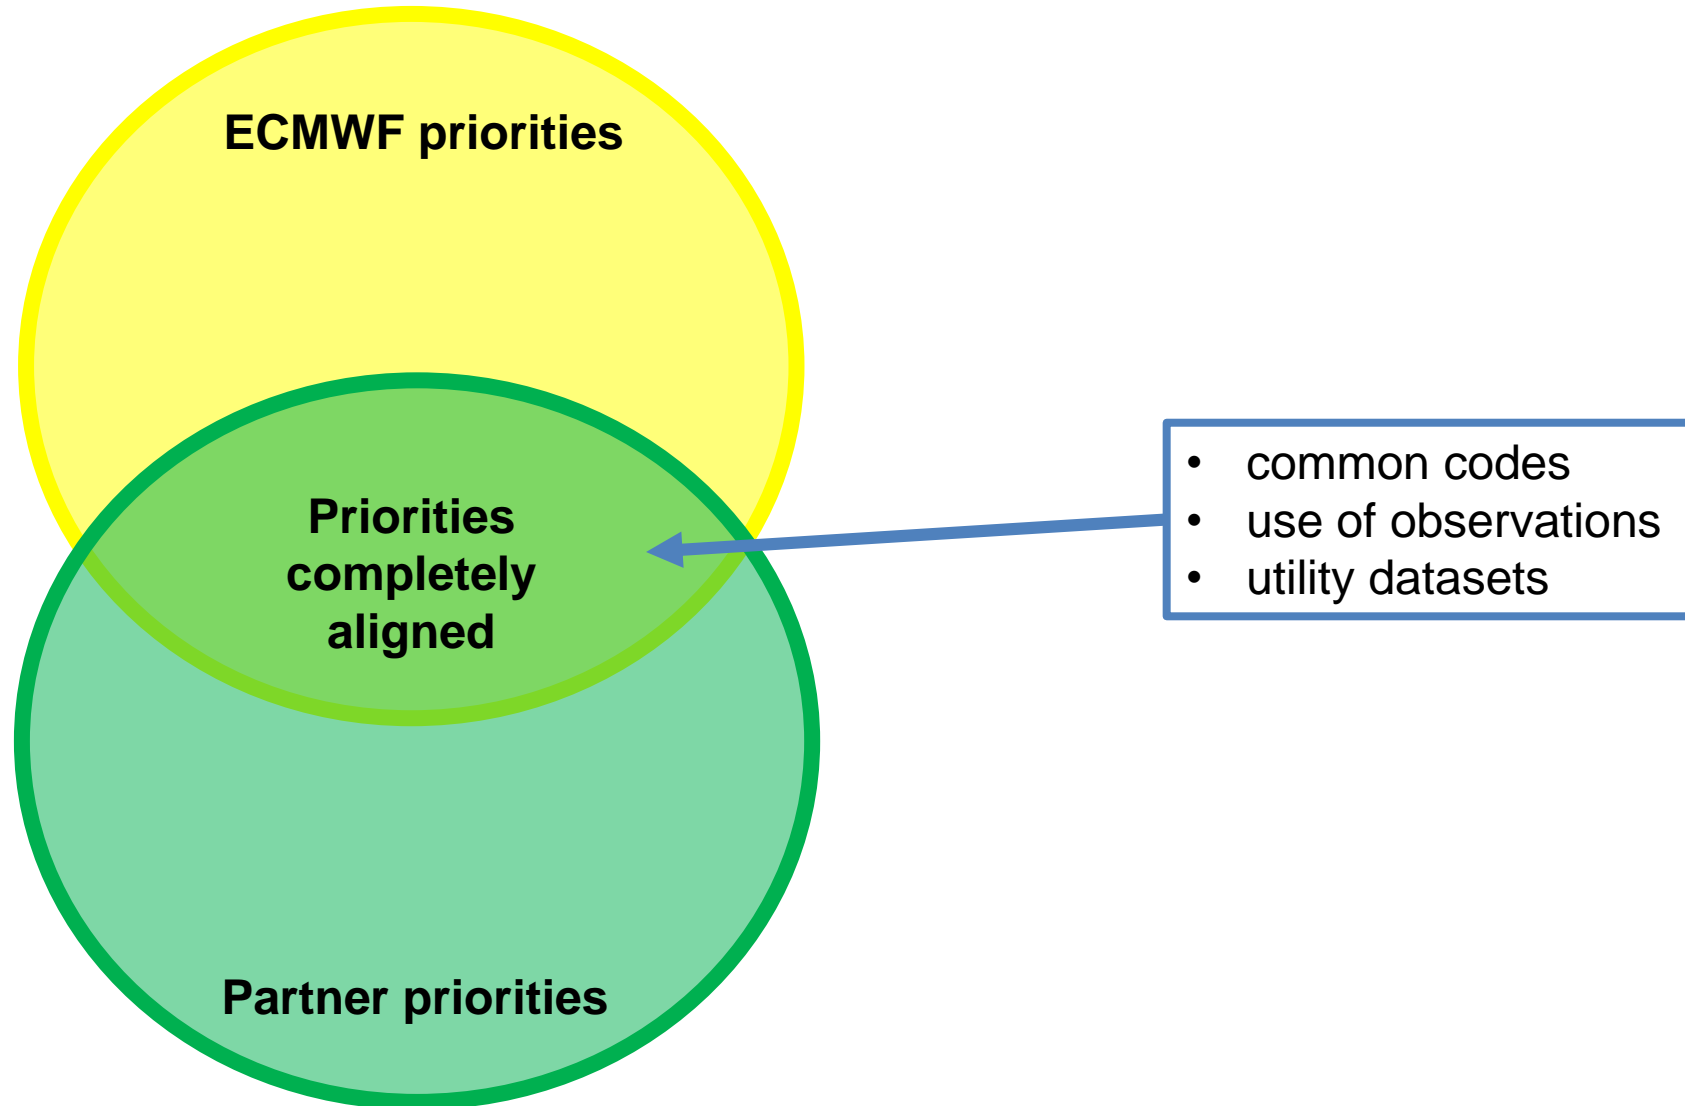 ECMWF priorities
Priorities
completely
aligned
• common codes
• use of observations
• utility datasets
Partner priorities